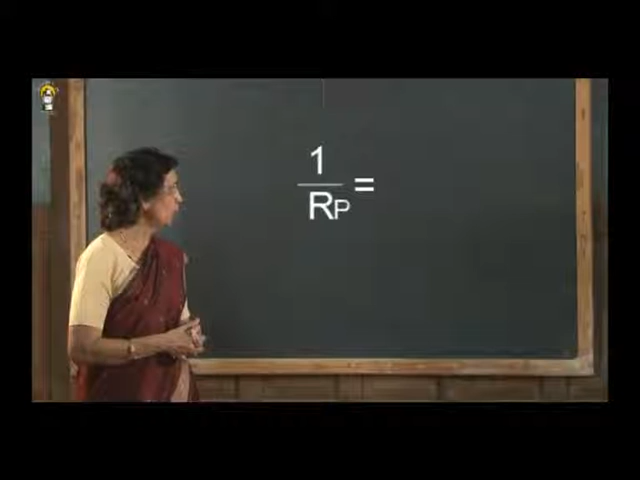 1
Rp =